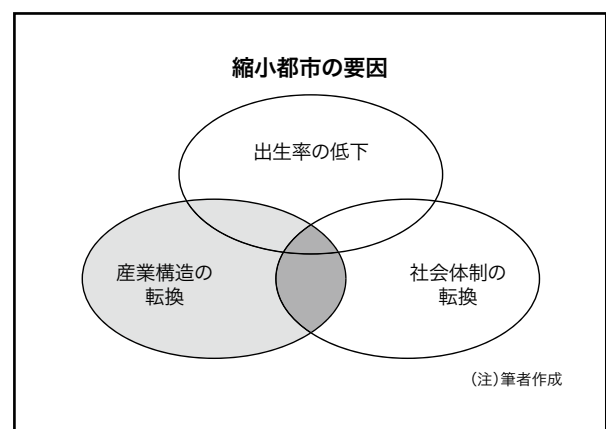 縮小都市の要因
出生率の低下
産業構造の
転換
社会体制の
転換
(注)筆者作成